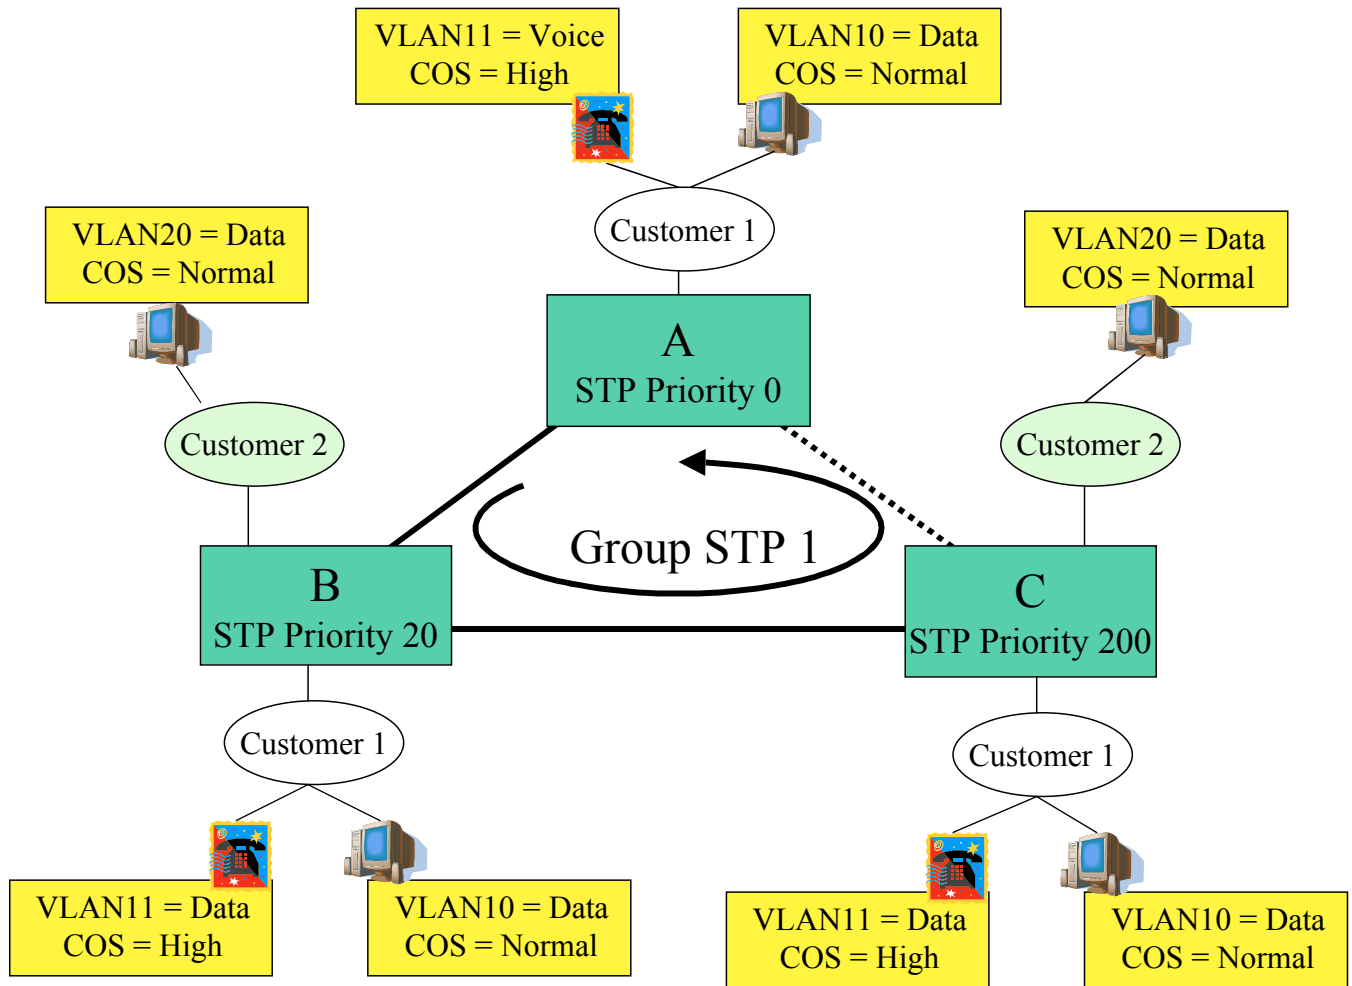 VLAN11 = Voice
COS = High
VLAN10 = Data
COS = Normal
Customer 1
VLAN20 = Data
COS = Normal
VLAN20 = Data
COS = Normal
A
STP Priority 0
Customer 2
Customer 2
Group STP 1
B
STP Priority 20
C
STP Priority 200
Customer 1
Customer 1
VLAN11 = Data
COS = High
VLAN10 = Data
COS = Normal
VLAN11 = Data
COS = High
VLAN10 = Data
COS = Normal